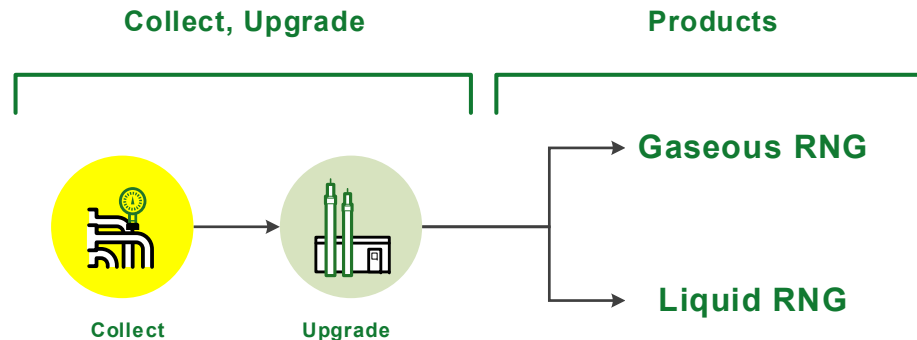 Collect, Upgrade
Products
Gaseous RNG
Liquid RNG
Collect
Upgrade